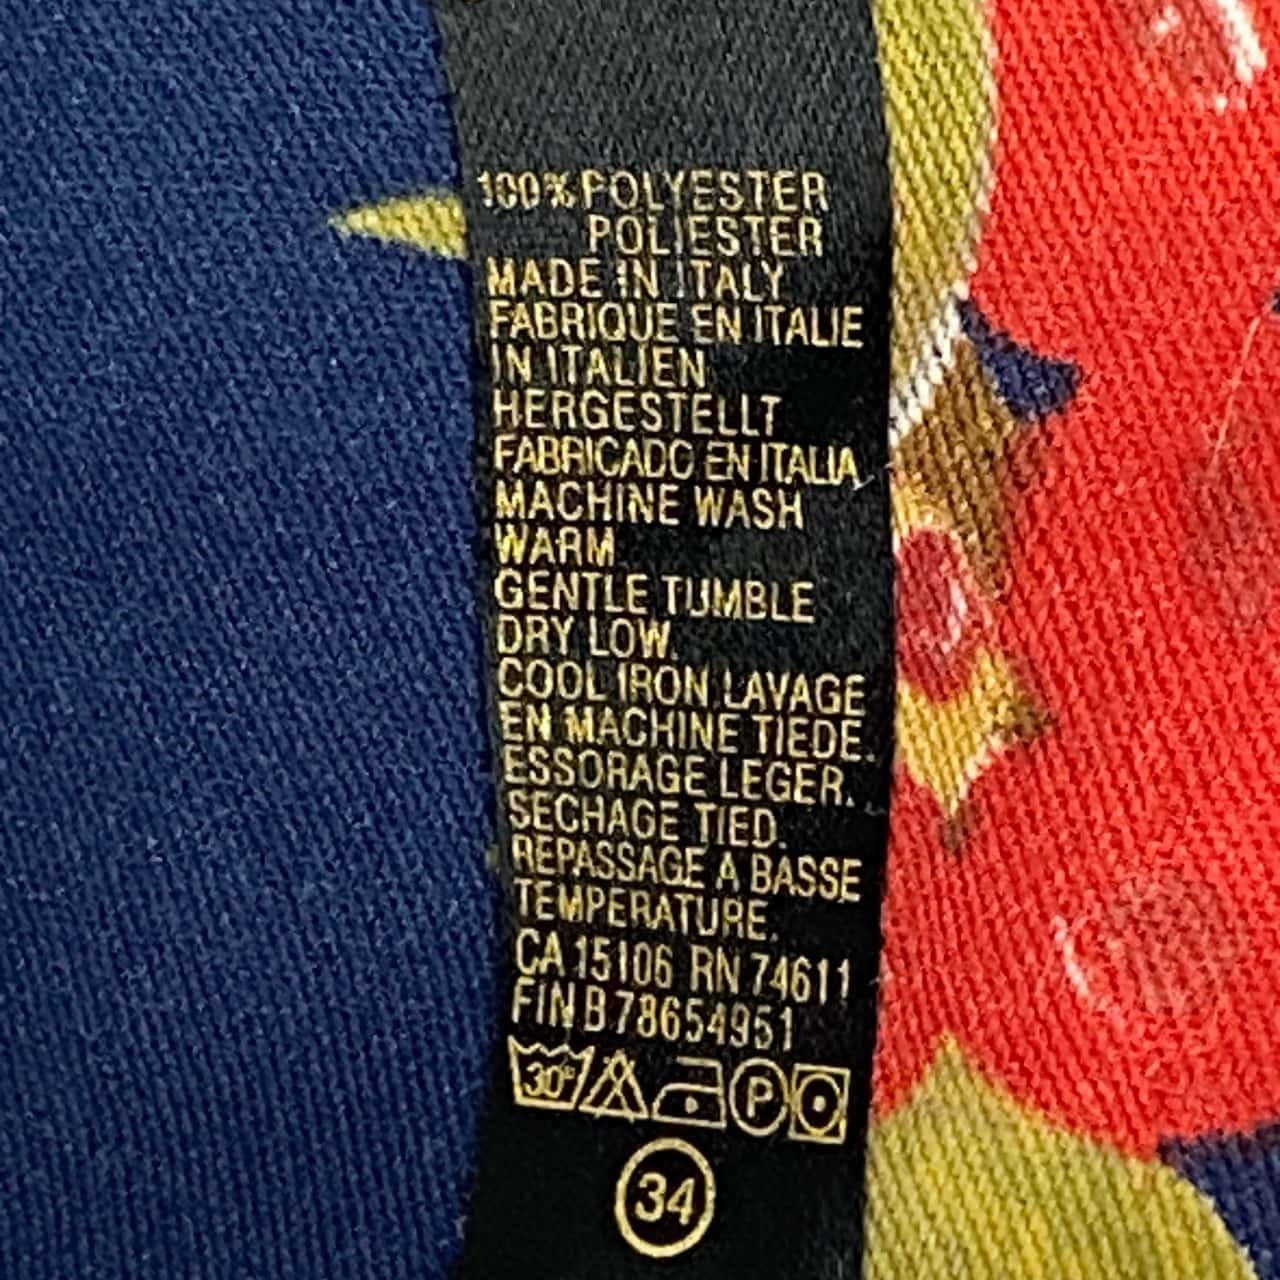 100% POLYESTER
POLIESTER
MADE IN ITALY
FABRIQUE EN ITALIE
IN ITALIEN
HERGESTELLT
FABRICADO EN ITALIA
MACHINE WASH
WARM
GENTLE TUMBLE
DRY LOW.
COOL IRON LAVAGE
EN MACHINE TIEDE.
ESSORAGE LEGER.
SECHAGE TIED.
REPASSAGE A BASSE
TEMPERATURE.
CA 15106 RN 74611
FIN B 78654951
30° P
34